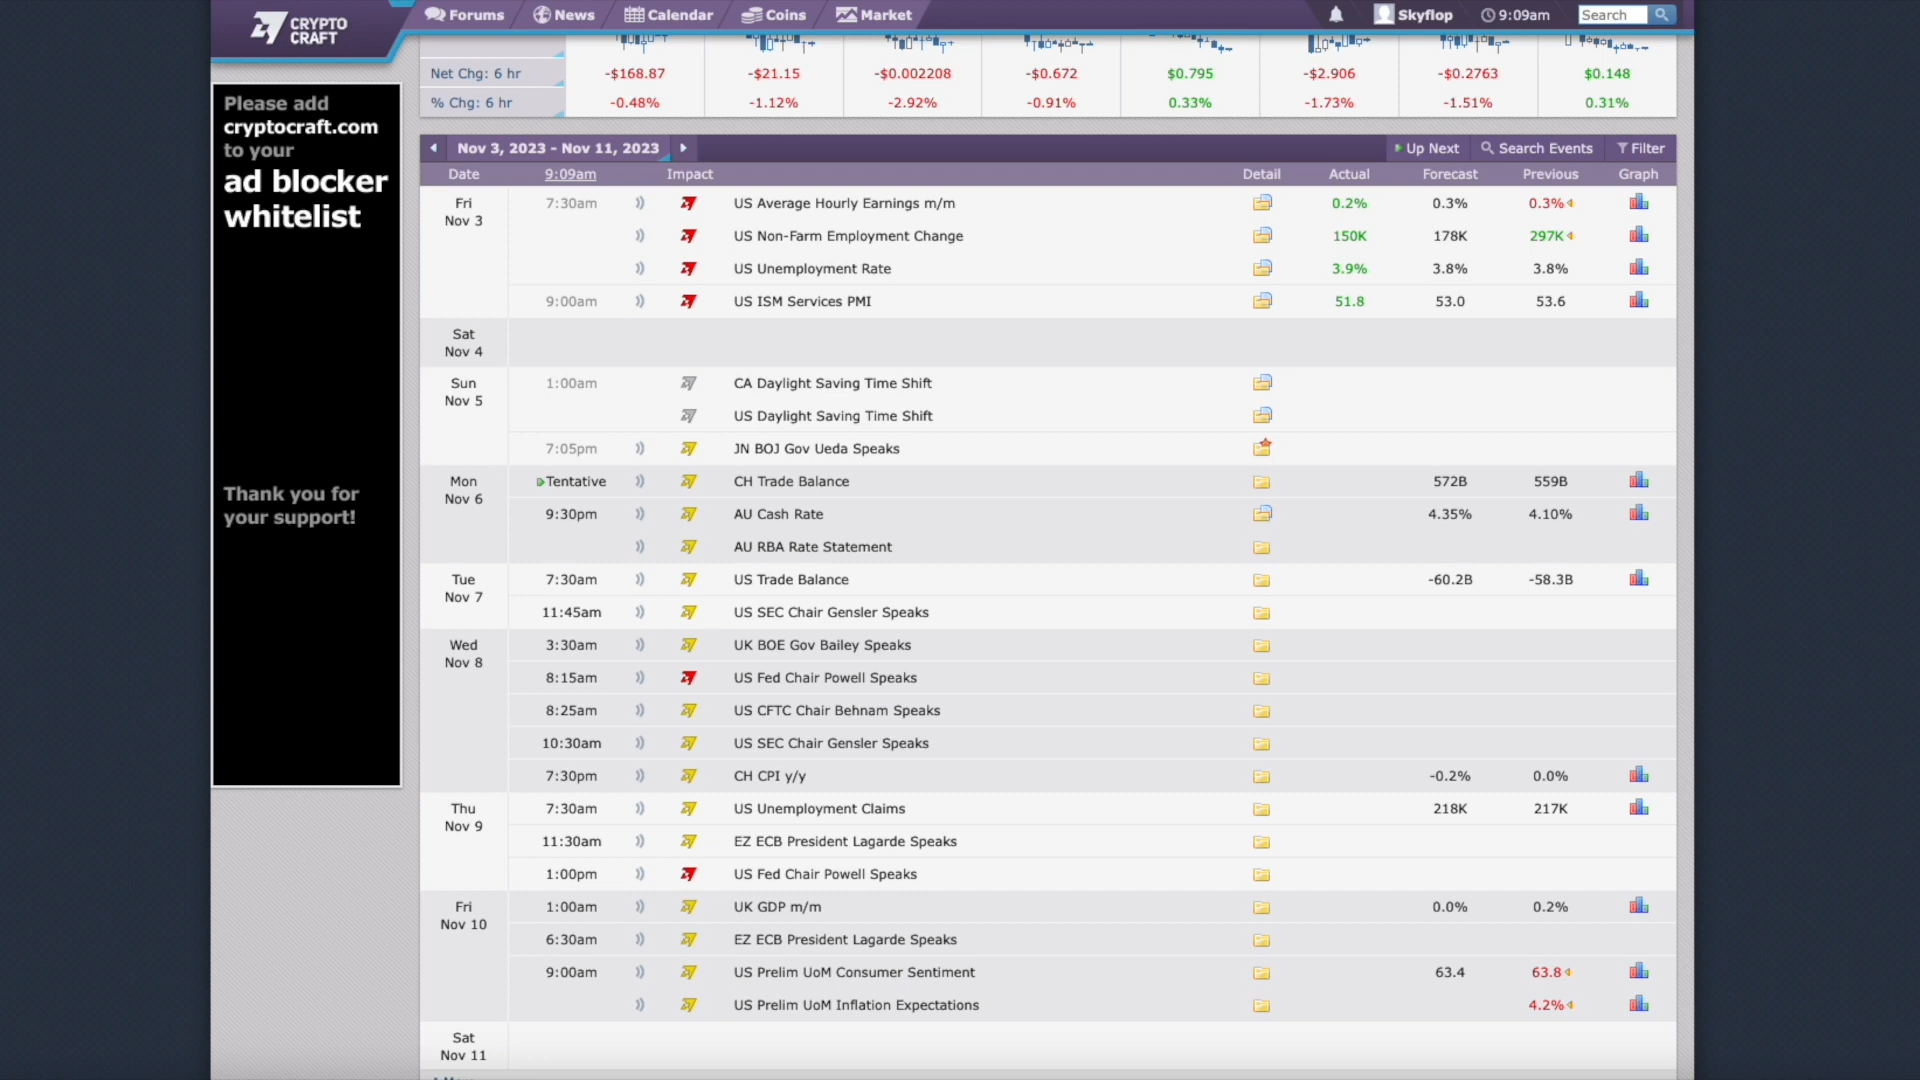 CRYPTO CRAFT Forums News Calendar Coins Market Skyflop 9:09am Search
Net Chg: 6 hr -$168.87 -$21.15 -$0.002208 -$0.672 $0.795 -$2.906 -$0.2763 $0.148
% Chg: 6 hr -0.48% -1.12% -2.92% -0.91% 0.33% -1.73% -1.51% 0.31%
Please add
cryptocraft.com
to your
ad blocker
whitelist
Thank you for
your support!
Nov 3, 2023 - Nov 11, 2023 Up Next Search Events Filter
Date 9:09am Impact Detail Actual Forecast Previous Graph
Fri Nov 3 7:30am US Average Hourly Earnings m/m 0.2% 0.3% 0.3%
US Non-Farm Employment Change 150K 178K 297K
US Unemployment Rate 3.9% 3.8% 3.8%
9:00am US ISM Services PMI 51.8 53.0 53.6
Sat Nov 4
Sun Nov 5 1:00am CA Daylight Saving Time Shift
US Daylight Saving Time Shift
7:05pm JN BOJ Gov Ueda Speaks
Mon Nov 6 Tentative CH Trade Balance 572B 559B
9:30pm AU Cash Rate 4.35% 4.10%
AU RBA Rate Statement
Tue Nov 7 7:30am US Trade Balance -60.2B -58.3B
11:45am US SEC Chair Gensler Speaks
Wed Nov 8 3:30am UK BOE Gov Bailey Speaks
8:15am US Fed Chair Powell Speaks
8:25am US CFTC Chair Behnam Speaks
10:30am US SEC Chair Gensler Speaks
7:30pm CH CPI y/y -0.2% 0.0%
Thu Nov 9 7:30am US Unemployment Claims 218K 217K
11:30am EZ ECB President Lagarde Speaks
1:00pm US Fed Chair Powell Speaks
Fri Nov 10 1:00am UK GDP m/m 0.0% 0.2%
6:30am EZ ECB President Lagarde Speaks
9:00am US Prelim UoM Consumer Sentiment 63.4 63.8
US Prelim UoM Inflation Expectations 4.2%
Sat Nov 11